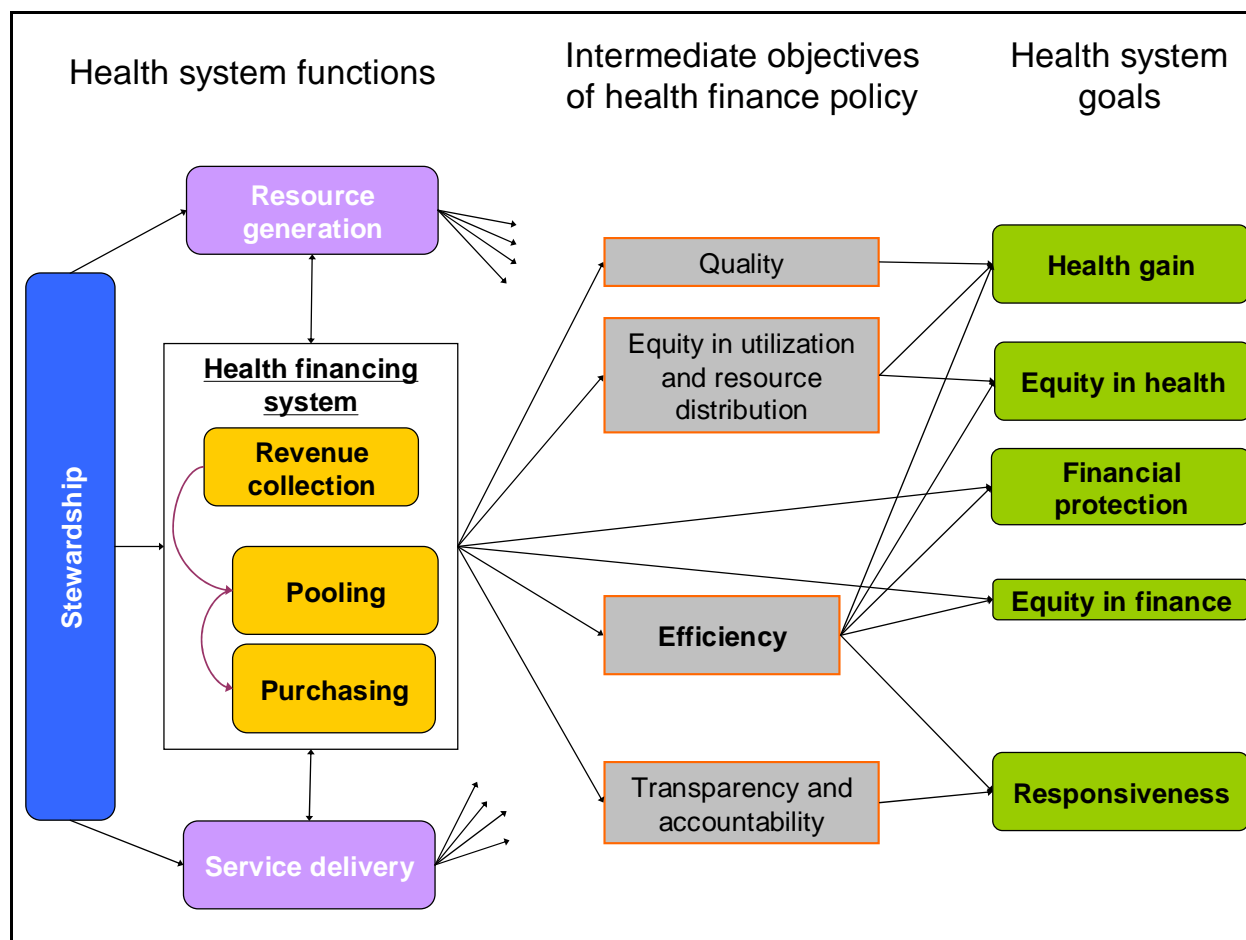 Health system functions
Intermediate objectives
of health finance policy
Health system
goals
Stewardship
Resource
generation
Health financing
system
Revenue
collection
Pooling
Purchasing
Service delivery
Quality
Equity in utilization
and resource
distribution
Efficiency
Transparency and
accountability
Health gain
Equity in health
Financial
protection
Equity in finance
Responsiveness